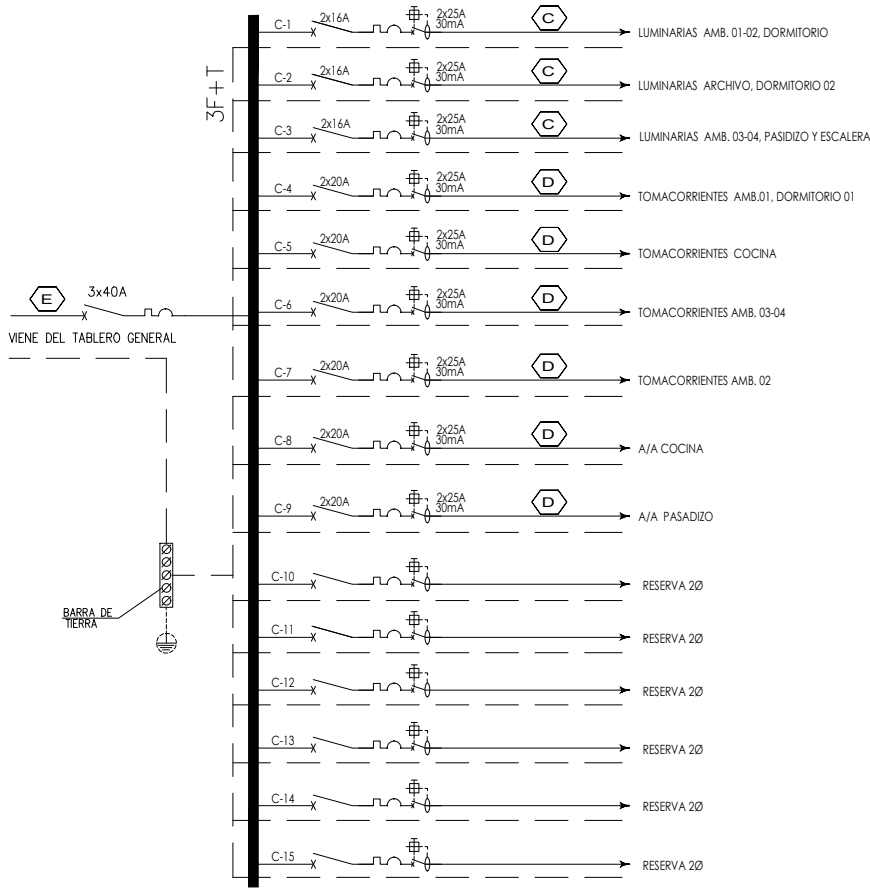 C-1 2x16A 2x25A 30mA C LUMINARIAS AMB. 01-02, DORMITORIO
C-2 2x16A 2x25A 30mA C LUMINARIAS ARCHIVO, DORMITORIO 02
C-3 2x16A 2x25A 30mA C LUMINARIAS AMB. 03-04, PASIDIZO Y ESCALERA
C-4 2x20A 2x25A 30mA D TOMACORRIENTES AMB.01, DORMITORIO 01
C-5 2x20A 2x25A 30mA D TOMACORRIENTES COCINA
C-6 2x20A 2x25A 30mA D TOMACORRIENTES AMB. 03-04
C-7 2x20A 2x25A 30mA D TOMACORRIENTES AMB. 02
C-8 2x20A 2x25A 30mA D A/A COCINA
C-9 2x20A 2x25A 30mA D A/A PASADIZO
C-10 RESERVA 2Ø
C-11 RESERVA 2Ø
C-12 RESERVA 2Ø
C-13 RESERVA 2Ø
C-14 RESERVA 2Ø
C-15 RESERVA 2Ø
3F+T
E 3x40A
VIENE DEL TABLERO GENERAL
BARRA DE
TIERRA